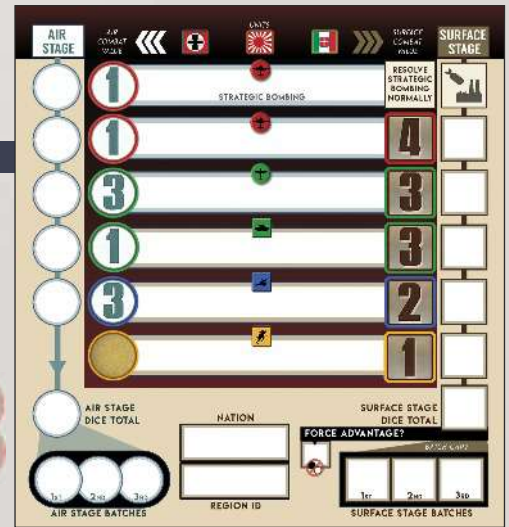 AIR STAGE
AIR COMBAT VALUE
UNITS
SURFACE COMBAT VALUE
SURFACE STAGE
1
STRATEGIC BOMBING
RESOLVE STRATEGIC BOMBING NORMALLY
1
4
3
3
1
3
3
2
1
AIR STAGE DICE TOTAL
NATION
SURFACE STAGE DICE TOTAL
FORCE ADVANTAGE?
BATCH CAPS
1ST
2ND
3RD
1ST
2ND
3RD
AIR STAGE BATCHES
REGION ID
SURFACE STAGE BATCHES